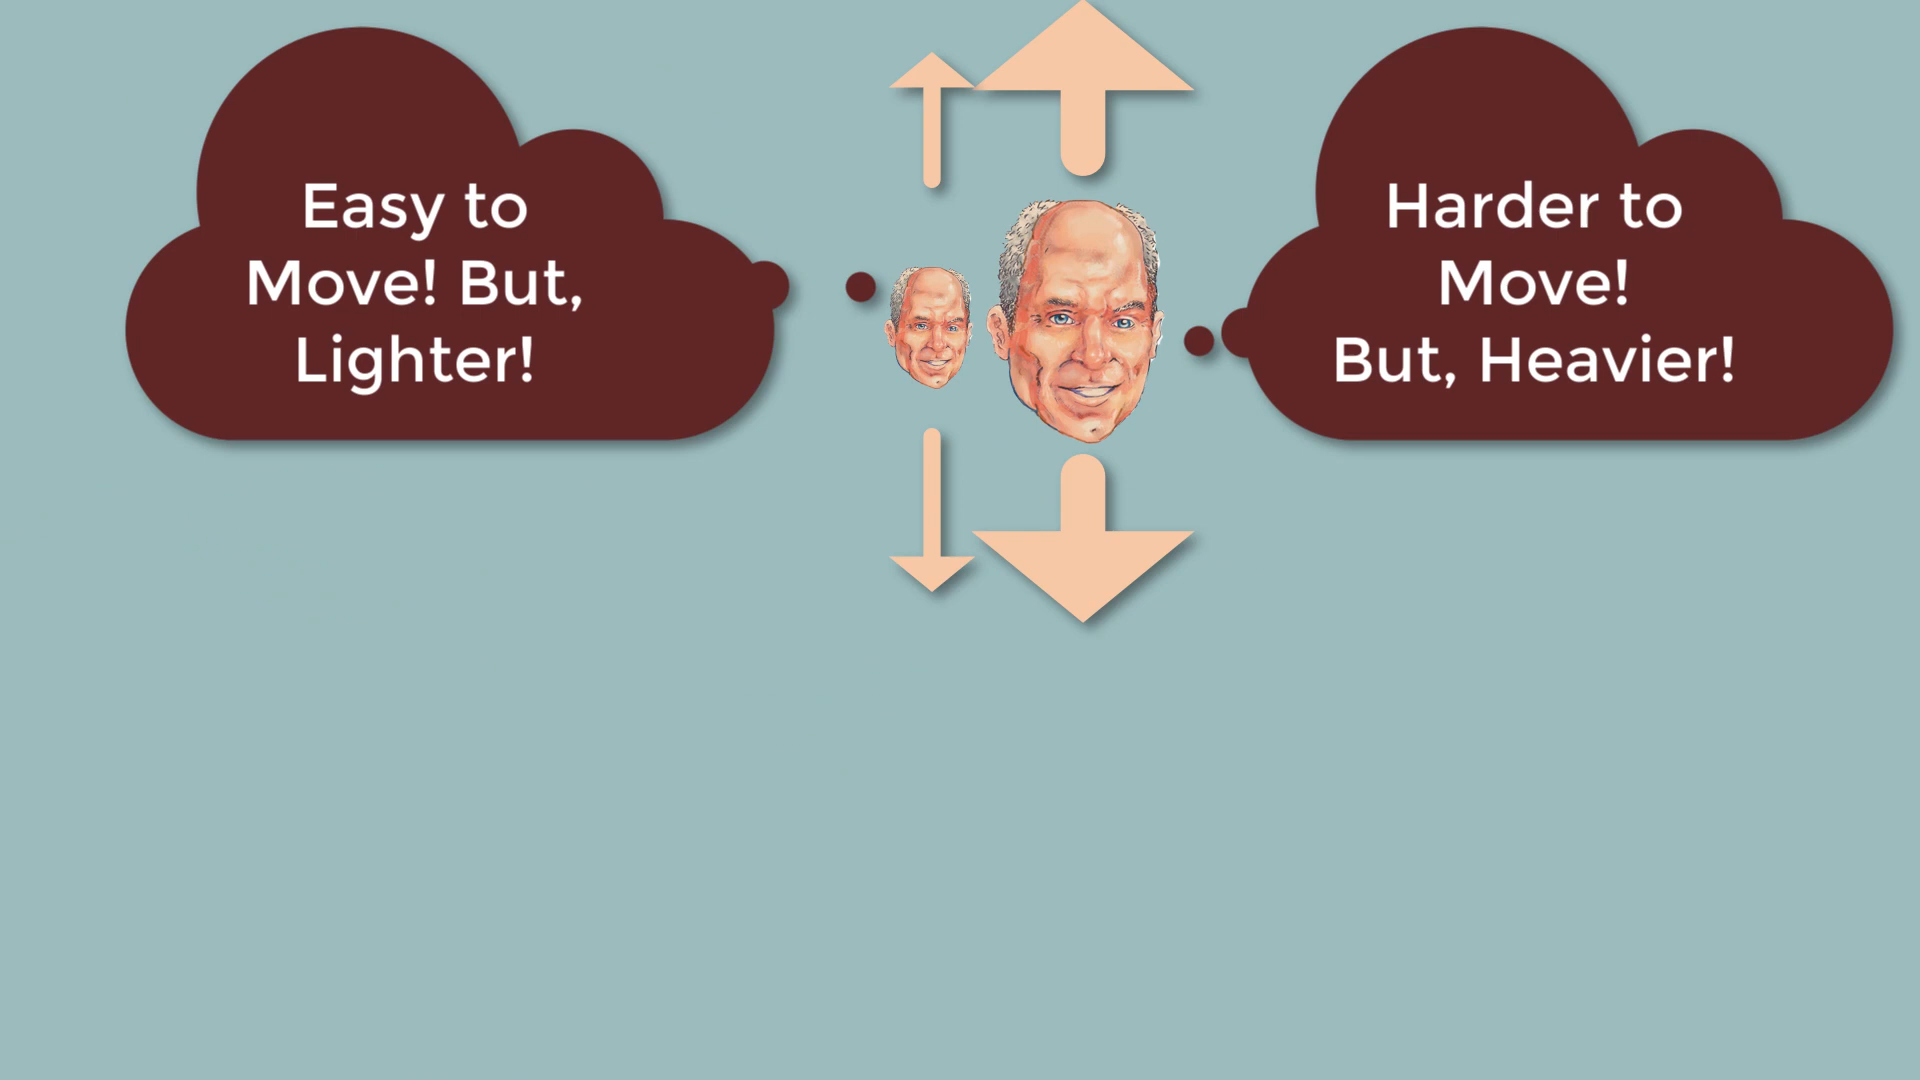 Easy to
Move! But,
Lighter!
Harder to
Move!
But, Heavier!